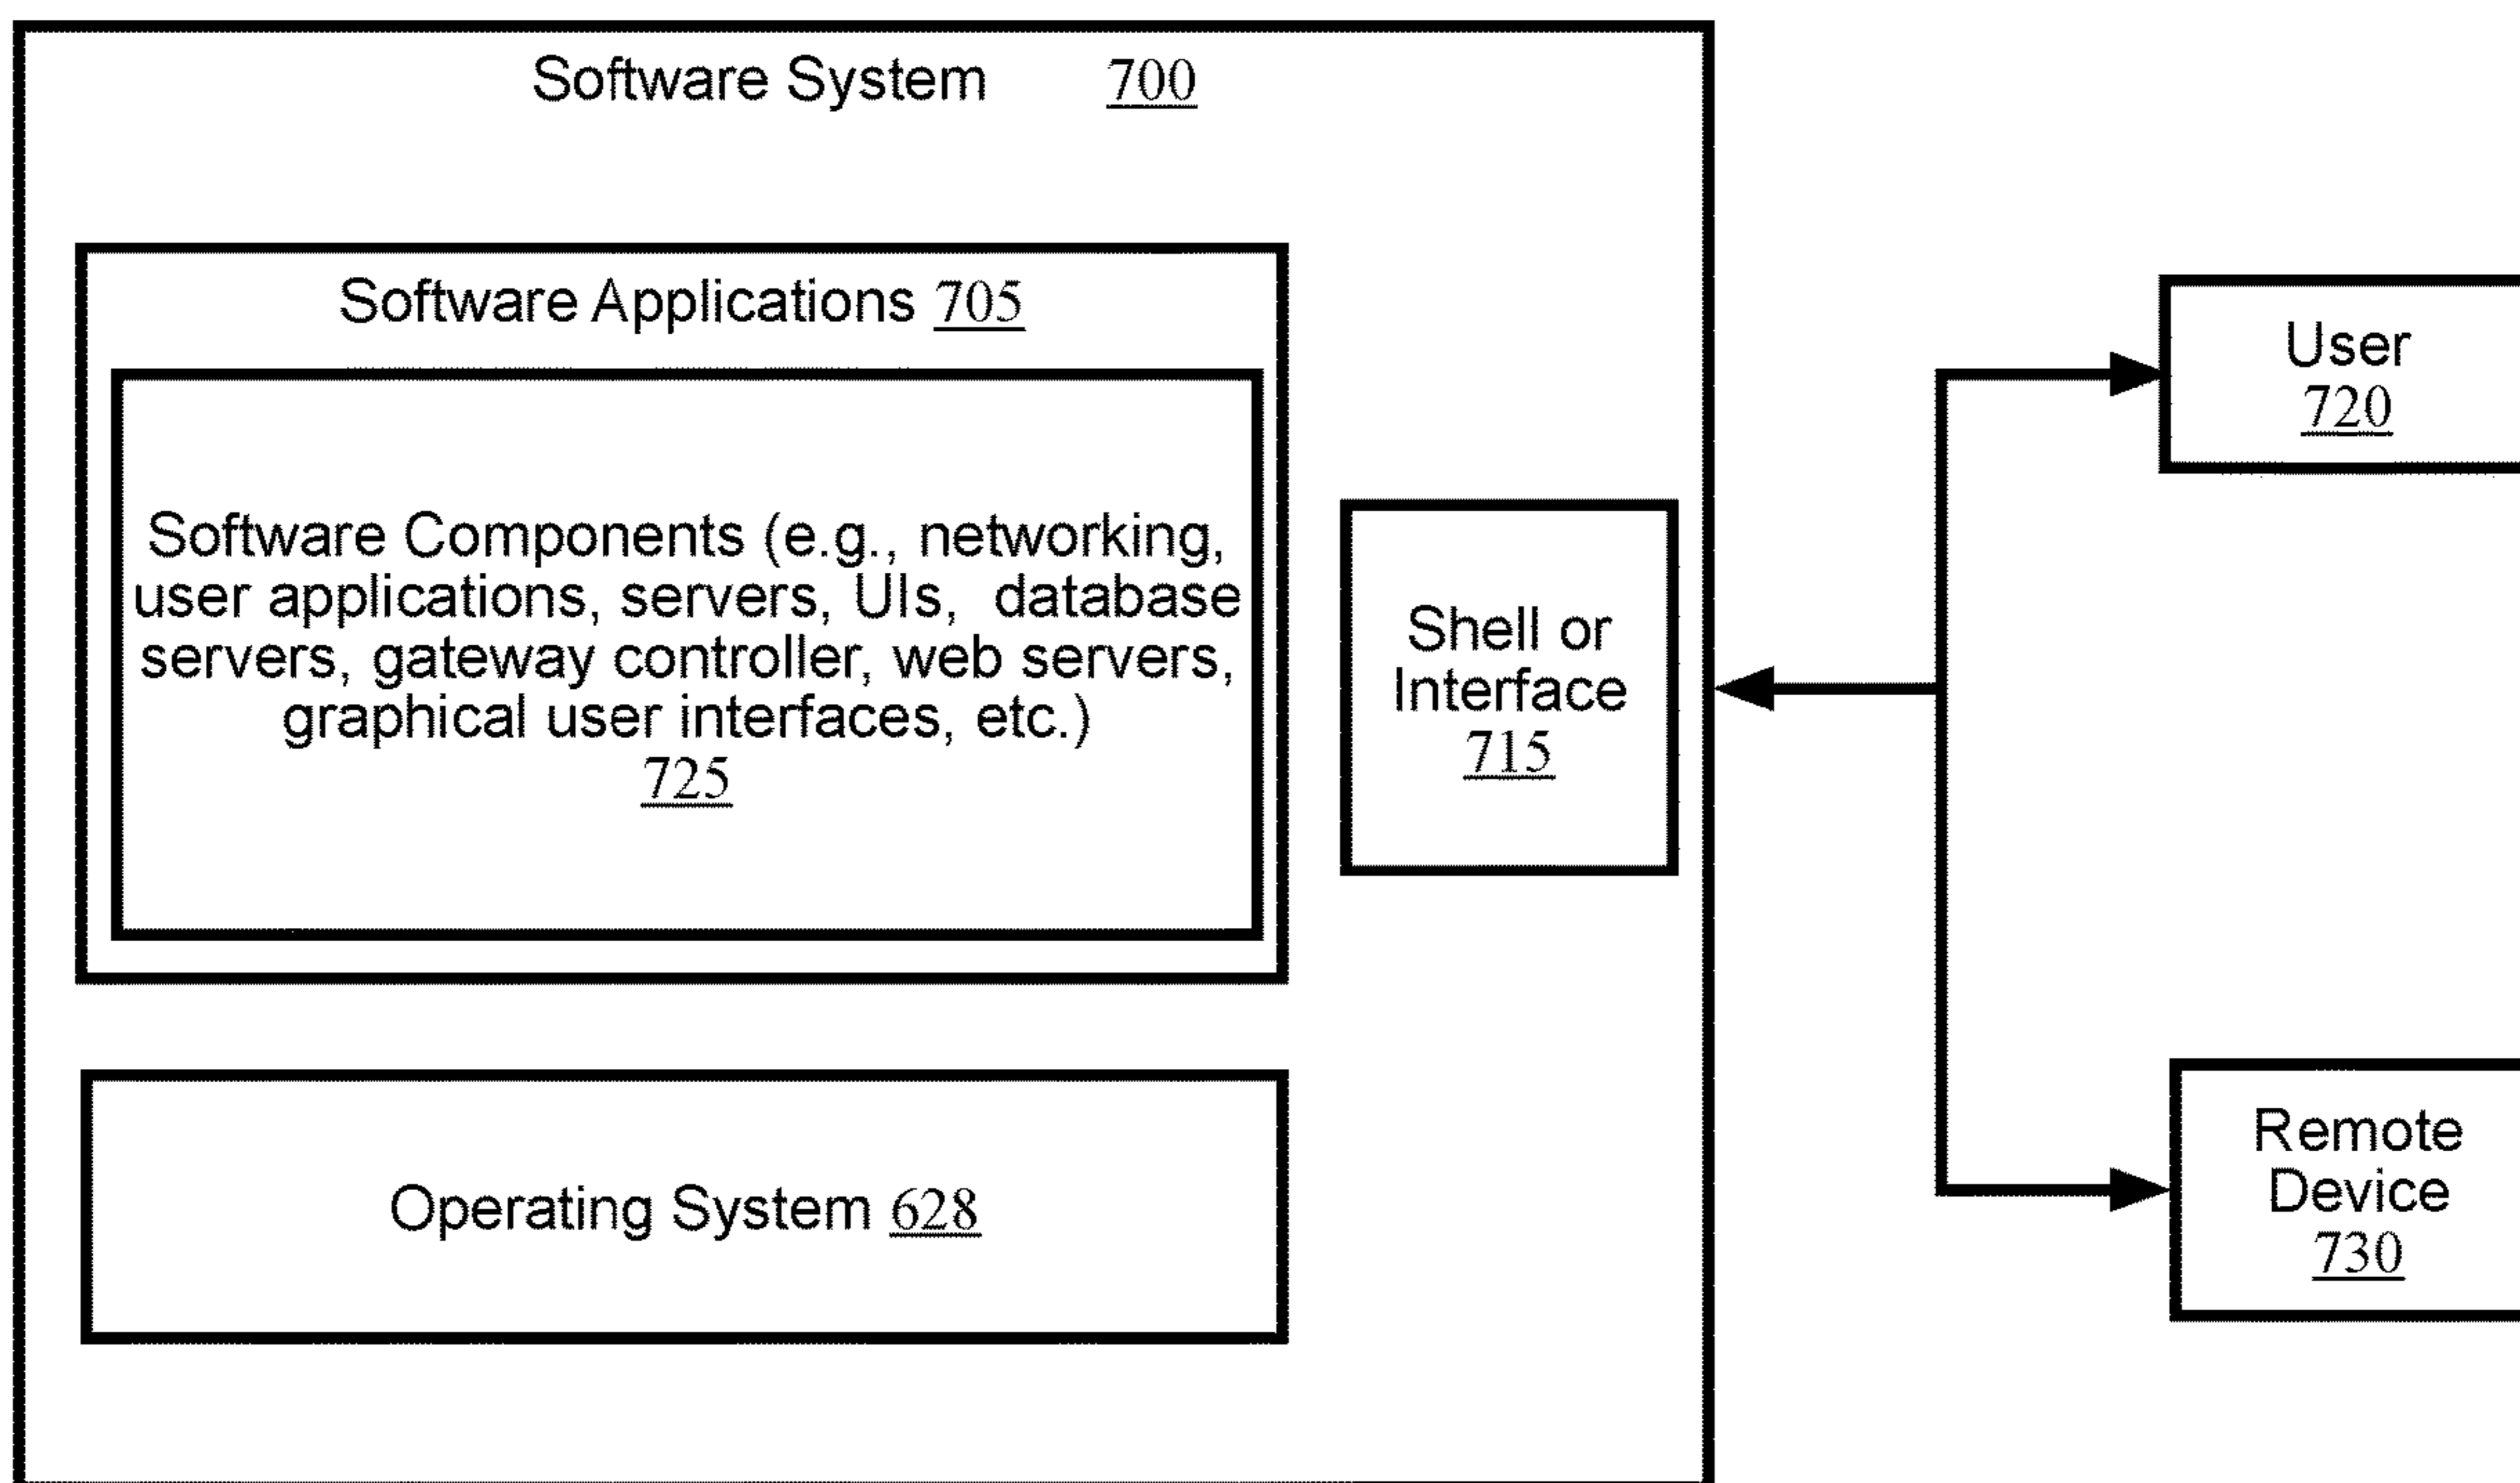 Software System 700
Software Applications 705
Software Components (e.g., networking,
user applications, servers, UIs, database
servers, gateway controller, web servers,
graphical user interfaces, etc.)
725
Shell or
Interface
715
Operating System 628
User
720
Remote
Device
730